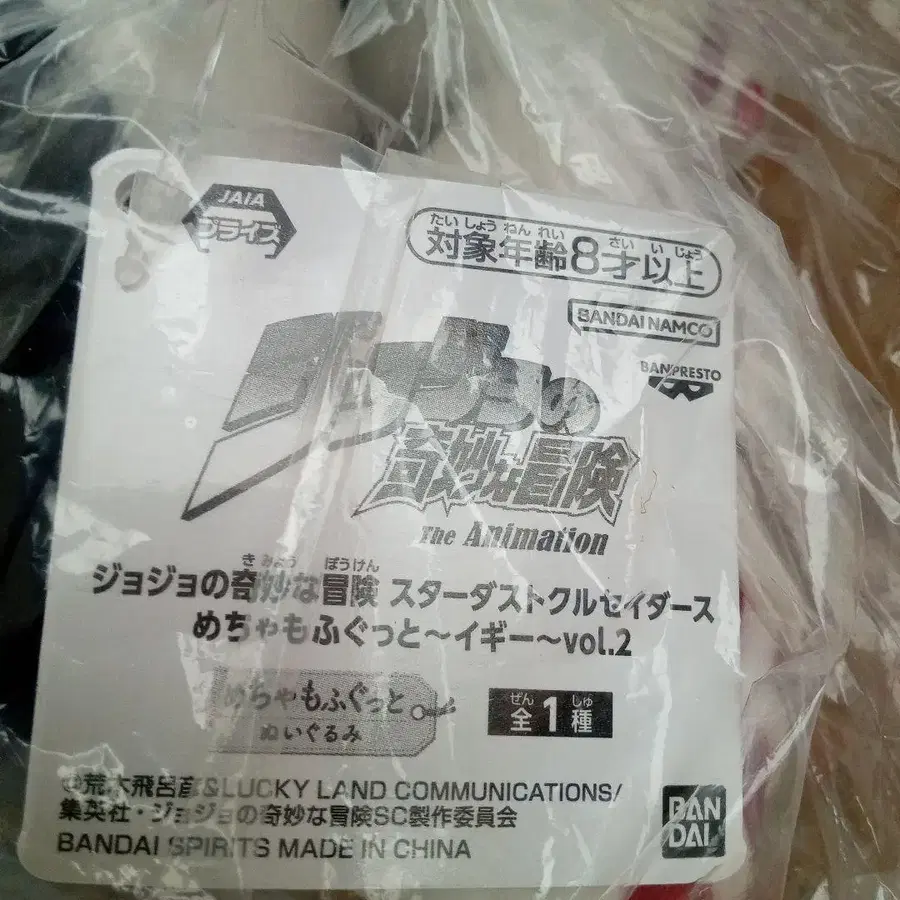 JAIA
プライズ
たいしょうねんれい さいいじょう
対象年齢8才以上
BANDAI NAMCO
BANPRESTO
ジョジョの
奇妙な冒険
The Animation
きみょう ぼうけん
ジョジョの奇妙な冒険 スターダストクルセイダース
めちゃもふぐっと～イギー～vol.2
めちゃもふぐっと
ぬいぐるみ
ぜん しゅ
全1種
©荒木飛呂彦&LUCKY LAND COMMUNICATIONS/
集英社・ジョジョの奇妙な冒険SC製作委員会
BANDAI SPIRITS MADE IN CHINA
BAN
DAI